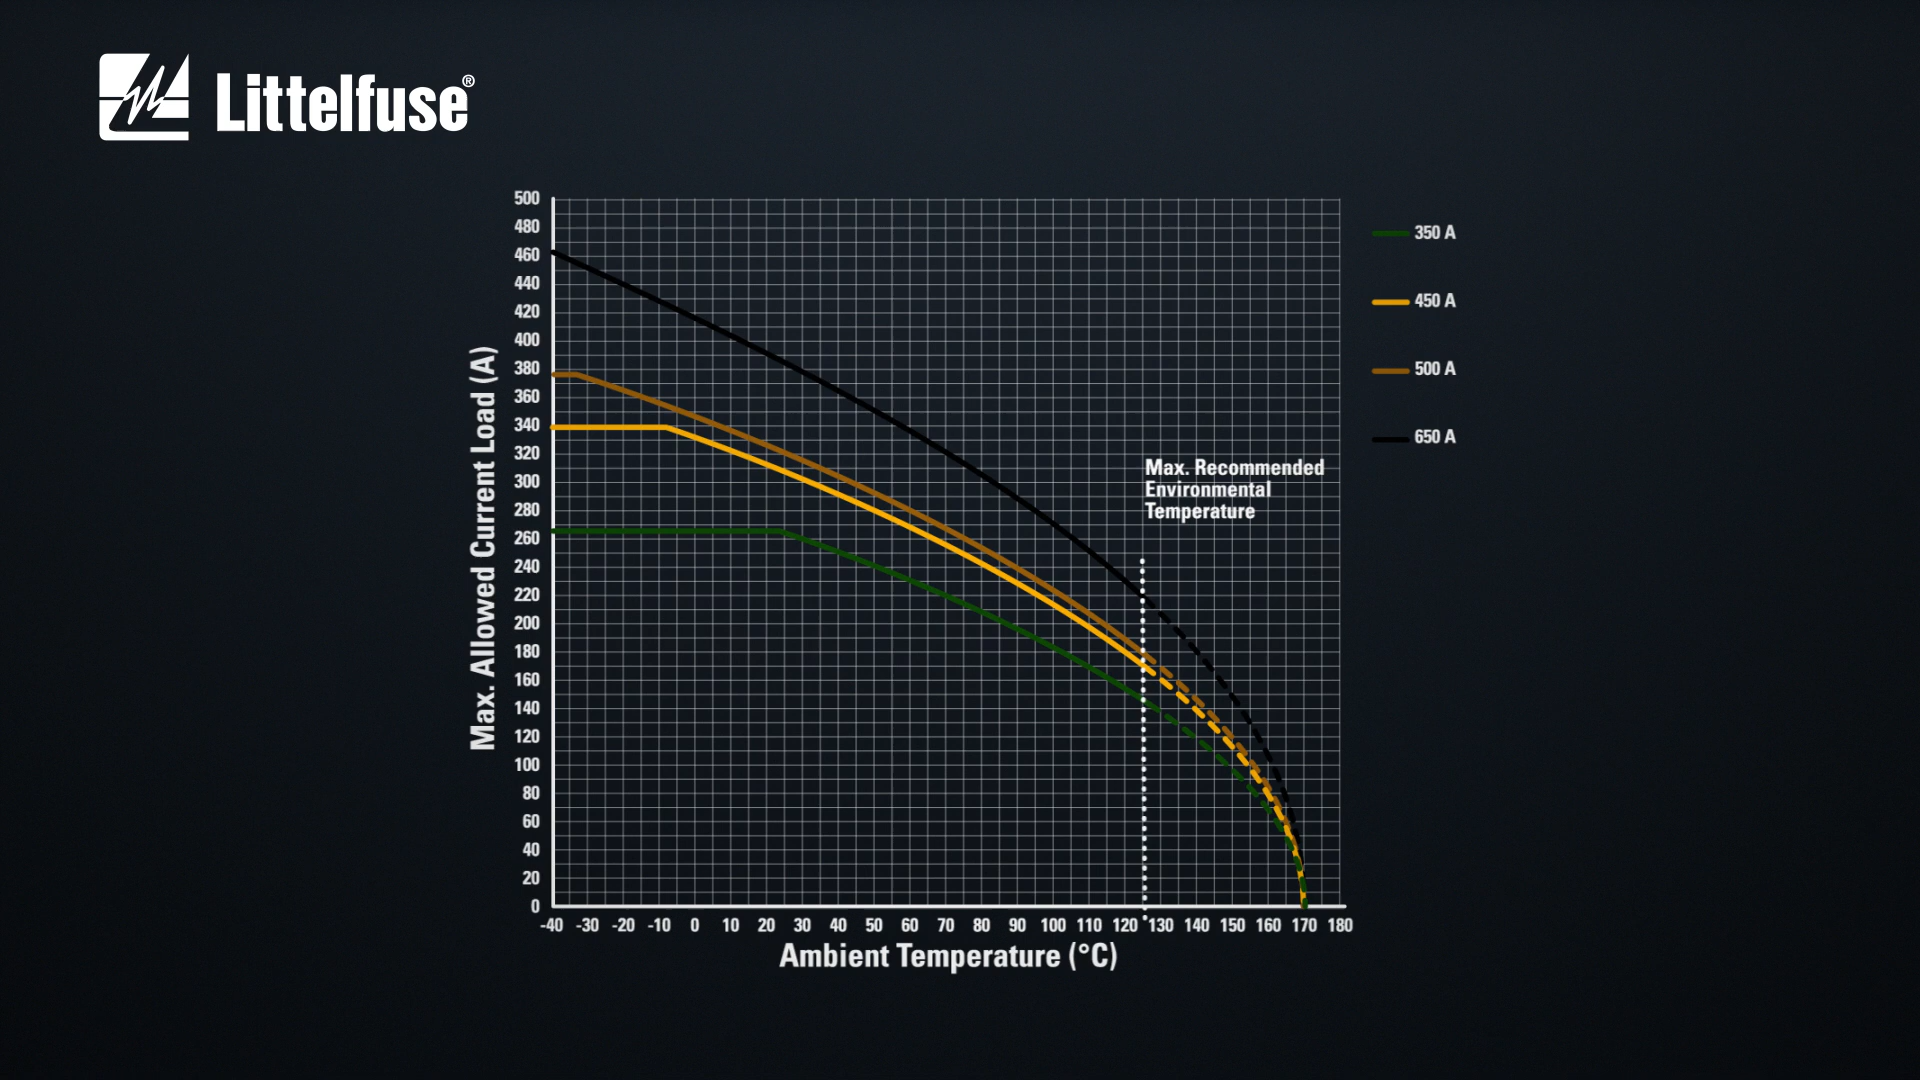 Littelfuse®
500
480
460
440
420
400
380
360
340
320
300
280
260
240
220
200
180
160
140
120
100
80
60
40
20
0
Max. Allowed Current Load (A)
350 A
450 A
500 A
650 A
Max. Recommended
Environmental
Temperature
-40 -30 -20 -10 0 10 20 30 40 50 60 70 80 90 100 110 120 130 140 150 160 170 180
Ambient Temperature (°C)